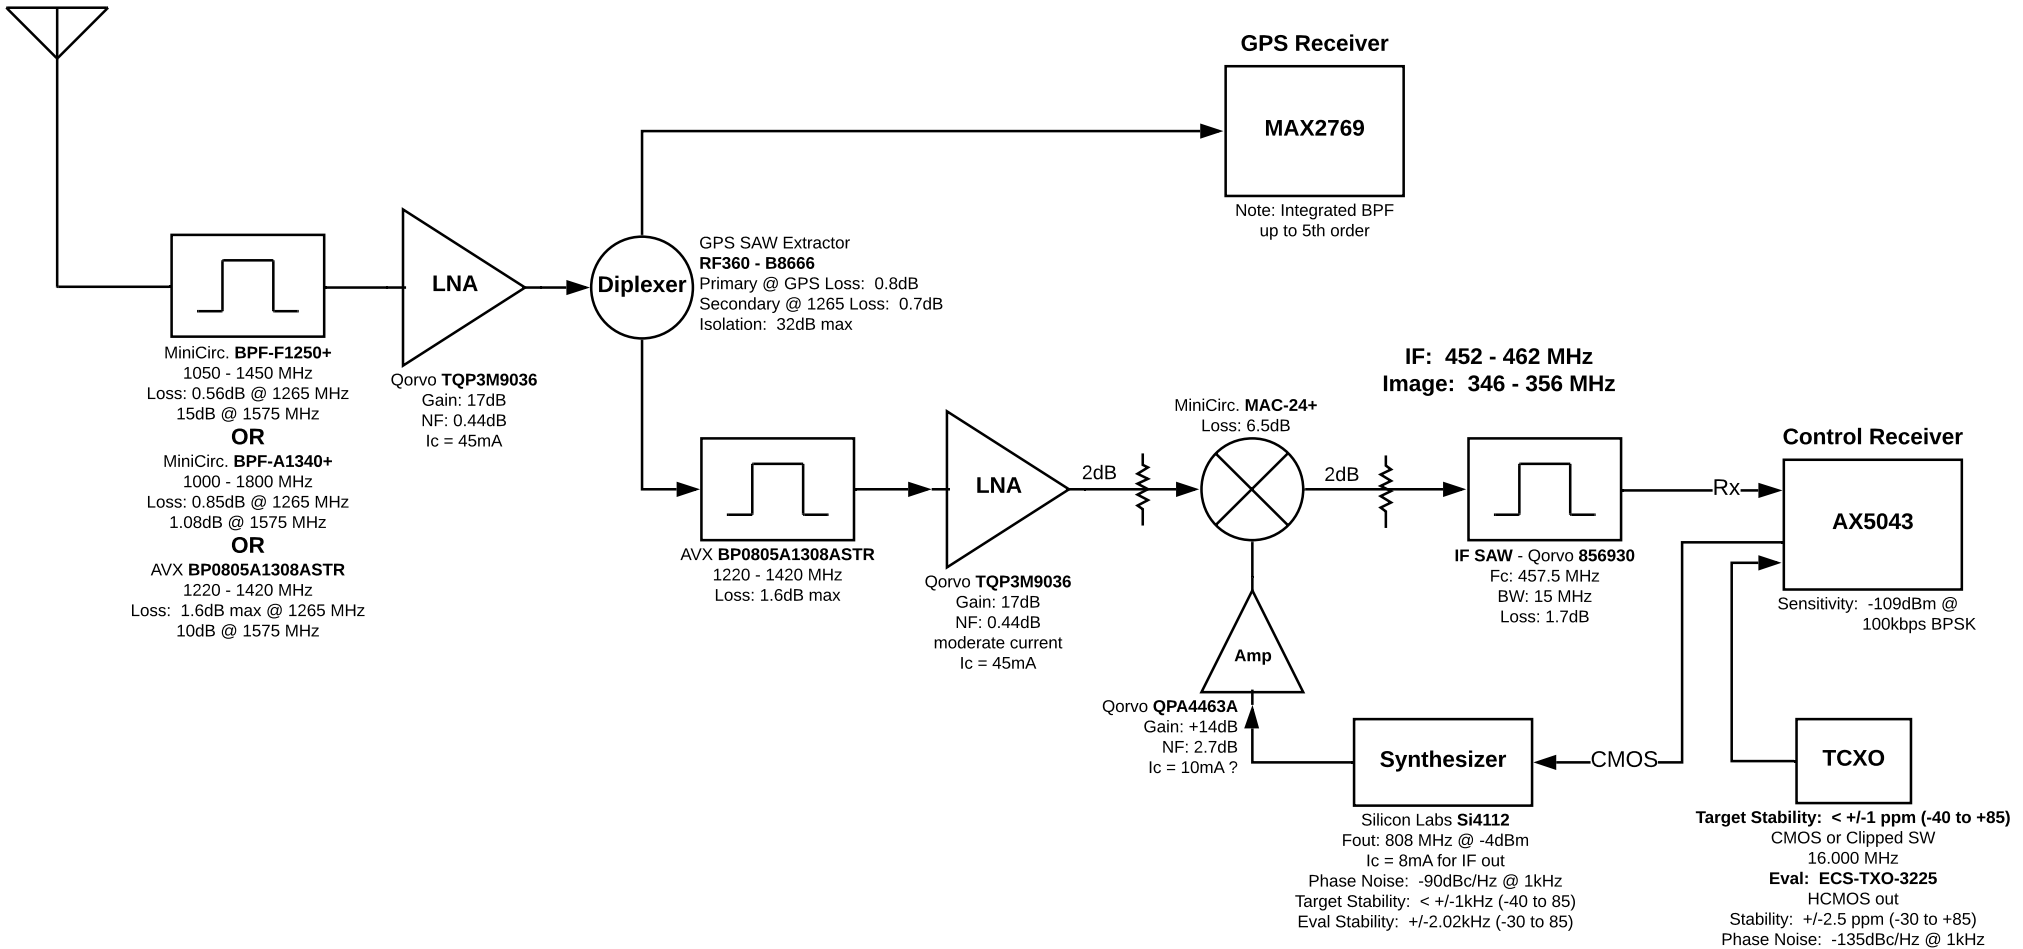 GPS Receiver
MAX2769
Note: Integrated BPF
up to 5th order
LNA
Diplexer
GPS SAW Extractor
RF360 - B8666
Primary @ GPS Loss:  0.8dB
Secondary @ 1265 Loss:  0.7dB
Isolation:  32dB max
MiniCirc. BPF-F1250+
1050 - 1450 MHz
Loss: 0.56dB @ 1265 MHz
15dB @ 1575 MHz
OR
MiniCirc. BPF-A1340+
1000 - 1800 MHz
Loss: 0.85dB @ 1265 MHz
1.08dB @ 1575 MHz
OR
AVX BP0805A1308ASTR
1220 - 1420 MHz
Loss:  1.6dB max @ 1265 MHz
10dB @ 1575 MHz
Qorvo TQP3M9036
Gain: 17dB
NF: 0.44dB
Ic = 45mA
AVX BP0805A1308ASTR
1220 - 1420 MHz
Loss: 1.6dB max
LNA
Qorvo TQP3M9036
Gain: 17dB
NF: 0.44dB
moderate current
Ic = 45mA
2dB
MiniCirc. MAC-24+
Loss: 6.5dB
2dB
IF:  452 - 462 MHz
Image:  346 - 356 MHz
IF SAW - Qorvo 856930
Fc: 457.5 MHz
BW: 15 MHz
Loss: 1.7dB
Rx
Control Receiver
AX5043
Sensitivity:  -109dBm @
100kbps BPSK
Amp
Qorvo QPA4463A
Gain: +14dB
NF: 2.7dB
Ic = 10mA ?
Synthesizer
CMOS
Silicon Labs Si4112
Fout: 808 MHz @ -4dBm
Ic = 8mA for IF out
Phase Noise:  -90dBc/Hz @ 1kHz
Target Stability:  < +/-1kHz (-40 to 85)
Eval Stability:  +/-2.02kHz (-30 to 85)
TCXO
Target Stability:  < +/-1 ppm (-40 to +85)
CMOS or Clipped SW
16.000 MHz
Eval:  ECS-TXO-3225
HCMOS out
Stability:  +/-2.5 ppm (-30 to +85)
Phase Noise:  -135dBc/Hz @ 1kHz